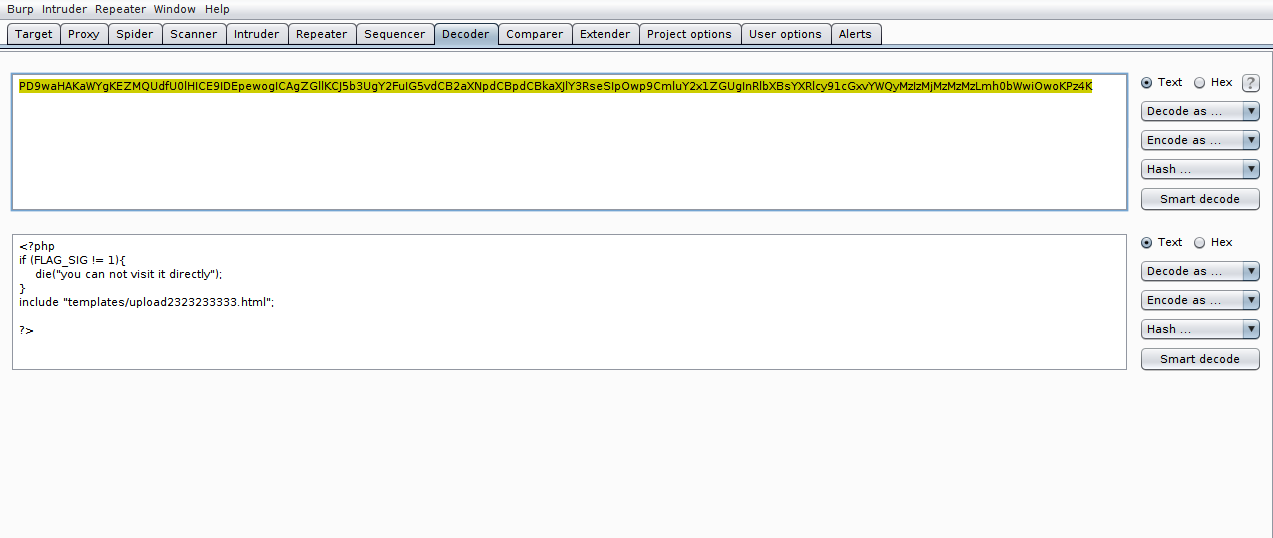 Burp Intruder Repeater Window Help
Target Proxy Spider Scanner Intruder Repeater Sequencer Decoder Comparer Extender Project options User options Alerts
PD9waHAKaWYgKEZMQUdfU0lHICE9IDEpewogICAgZGllKCJ5b3UgY2FuIG5vdCB2aXNpdCBpdCBkaXJlY3RseSIpOwp9CmluY2x1ZGUgInRlbXBsYXRlcy91cGxvYWQyMzIzMjMzMzMzLmh0bWwiOwoKPz4K
Text Hex ?
Decode as ...
Encode as ...
Hash ...
Smart decode
<?php
if (FLAG_SIG != 1){
    die("you can not visit it directly");
}
include "templates/upload2323233333.html";
?>
Text Hex
Decode as ...
Encode as ...
Hash ...
Smart decode